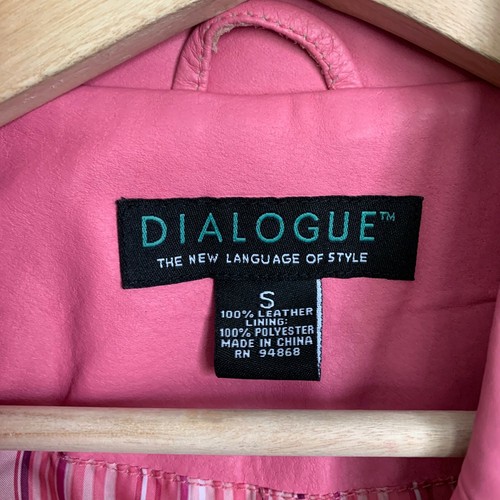 DIALOGUE™
THE NEW LANGUAGE OF STYLE
S
100% LEATHER
LINING:
100% POLYESTER
MADE IN CHINA
RN 94868